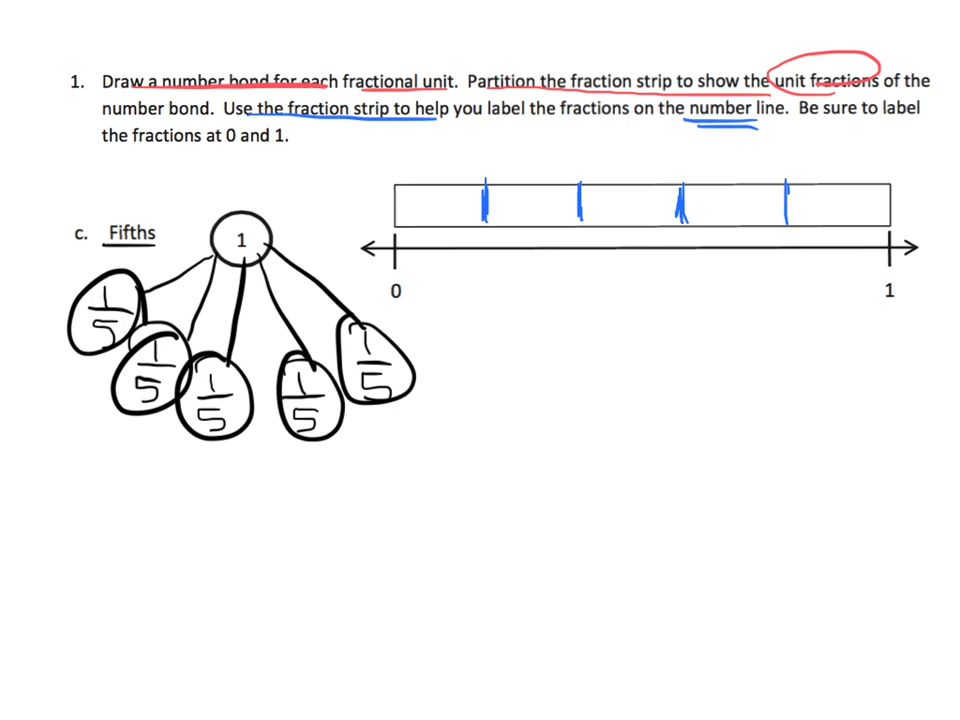 1. Draw a number bond for each fractional unit. Partition the fraction strip to show the unit fractions of the
number bond. Use the fraction strip to help you label the fractions on the number line. Be sure to label
the fractions at 0 and 1.
c. Fifths
1
0 1
1/5 1/5 1/5 1/5 1/5